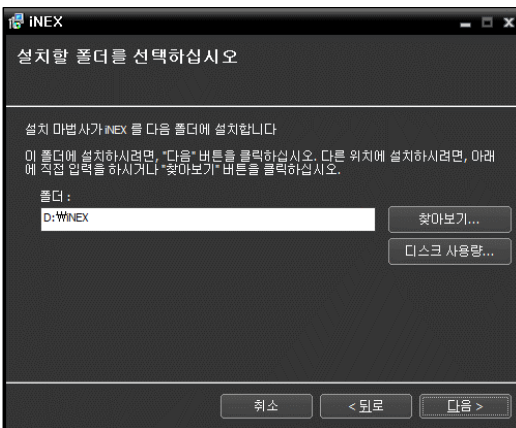 iNEX
설치할 폴더를 선택하십시오
설치 마법사가 iNEX 를 다음 폴더에 설치합니다
이 폴더에 설치하시려면, "다음" 버튼을 클릭하십시오. 다른 위치에 설치하시려면, 아래
에 직접 입력을 하시거나 "찾아보기" 버튼을 클릭하십시오.
폴더 :
D:₩iNEX
찾아보기...
디스크 사용량...
취소
< 뒤로
다음 >